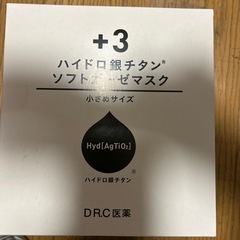 +3
ハイドロ銀チタン®
ソフトガーゼマスク
小さめサイズ
Hyd[AgTiO₂]
ハイドロ銀チタン
®
DR.C医薬